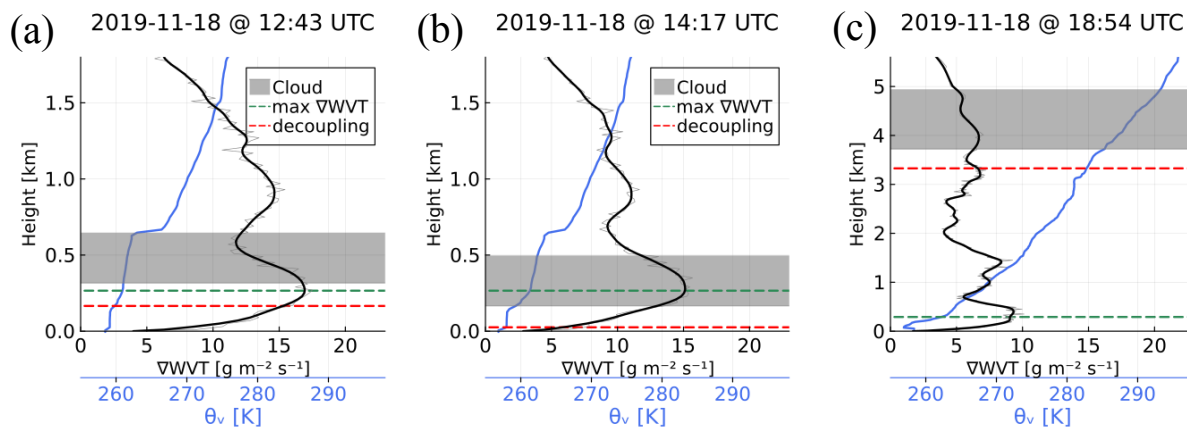 (a) 2019-11-18 @ 12:43 UTC
Height [km]
1.5
1.0
0.5
0.0
Cloud
max ∇WVT
decoupling
0 5 10 15 20
∇WVT [g m⁻² s⁻¹]
260 270 280 290
θᵥ [K]
(b) 2019-11-18 @ 14:17 UTC
Height [km]
1.5
1.0
0.5
0.0
Cloud
max ∇WVT
decoupling
0 5 10 15 20
∇WVT [g m⁻² s⁻¹]
260 270 280 290
θᵥ [K]
(c) 2019-11-18 @ 18:54 UTC
Height [km]
5
4
3
2
1
0
0 5 10 15 20
∇WVT [g m⁻² s⁻¹]
260 270 280 290
θᵥ [K]